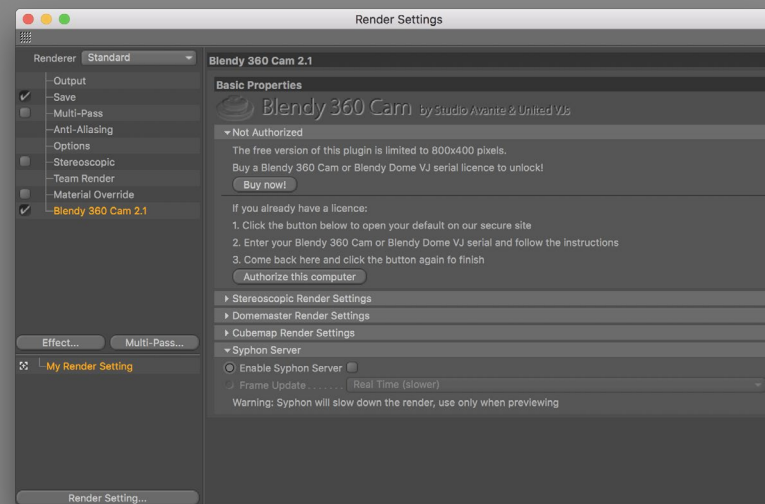 Render Settings
Renderer Standard
Output
Save
Multi-Pass
Anti-Aliasing
Options
Stereoscopic
Team Render
Material Override
Blendy 360 Cam 2.1
Effect...
Multi-Pass...
My Render Setting
Render Setting...
Blendy 360 Cam 2.1
Basic Properties
Blendy 360 Cam by Studio Avante & United VJs
Not Authorized
The free version of this plugin is limited to 800x400 pixels.
Buy a Blendy 360 Cam or Blendy Dome VJ serial licence to unlock!
Buy now!
If you already have a licence:
1. Click the button below to open your default on our secure site
2. Enter your Blendy 360 Cam or Blendy Dome VJ serial and follow the instructions
3. Come back here and click the button again fo finish
Authorize this computer
Stereoscopic Render Settings
Domemaster Render Settings
Cubemap Render Settings
Syphon Server
Enable Syphon Server
Frame Update . . . . . . . Real Time (slower)
Warning: Syphon will slow down the render, use only when previewing